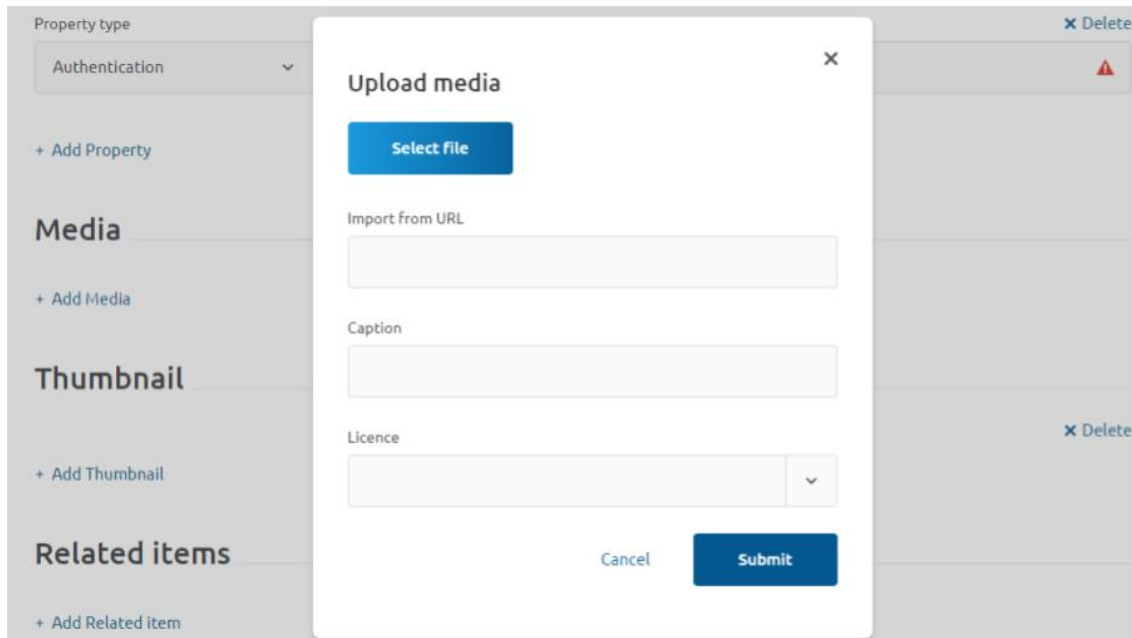 Property type
✕ Delete
Authentication
Upload media
Select file
+ Add Property
Import from URL
Media
+ Add Media
Caption
Thumbnail
✕ Delete
Licence
+ Add Thumbnail
Related items
Cancel
Submit
+ Add Related item